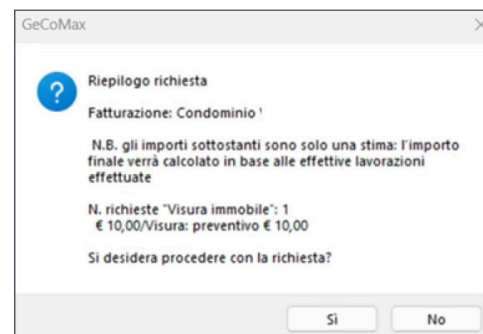 GeCoMax
Riepilogo richiesta
Fatturazione: Condominio
N.B. gli importi sottostanti sono solo una stima: l'importo
finale verrà calcolato in base alle effettive lavorazioni
effettuate
N. richieste "Visura immobile": 1
€ 10,00/Visura: preventivo € 10,00
Si desidera procedere con la richiesta?
Sì No